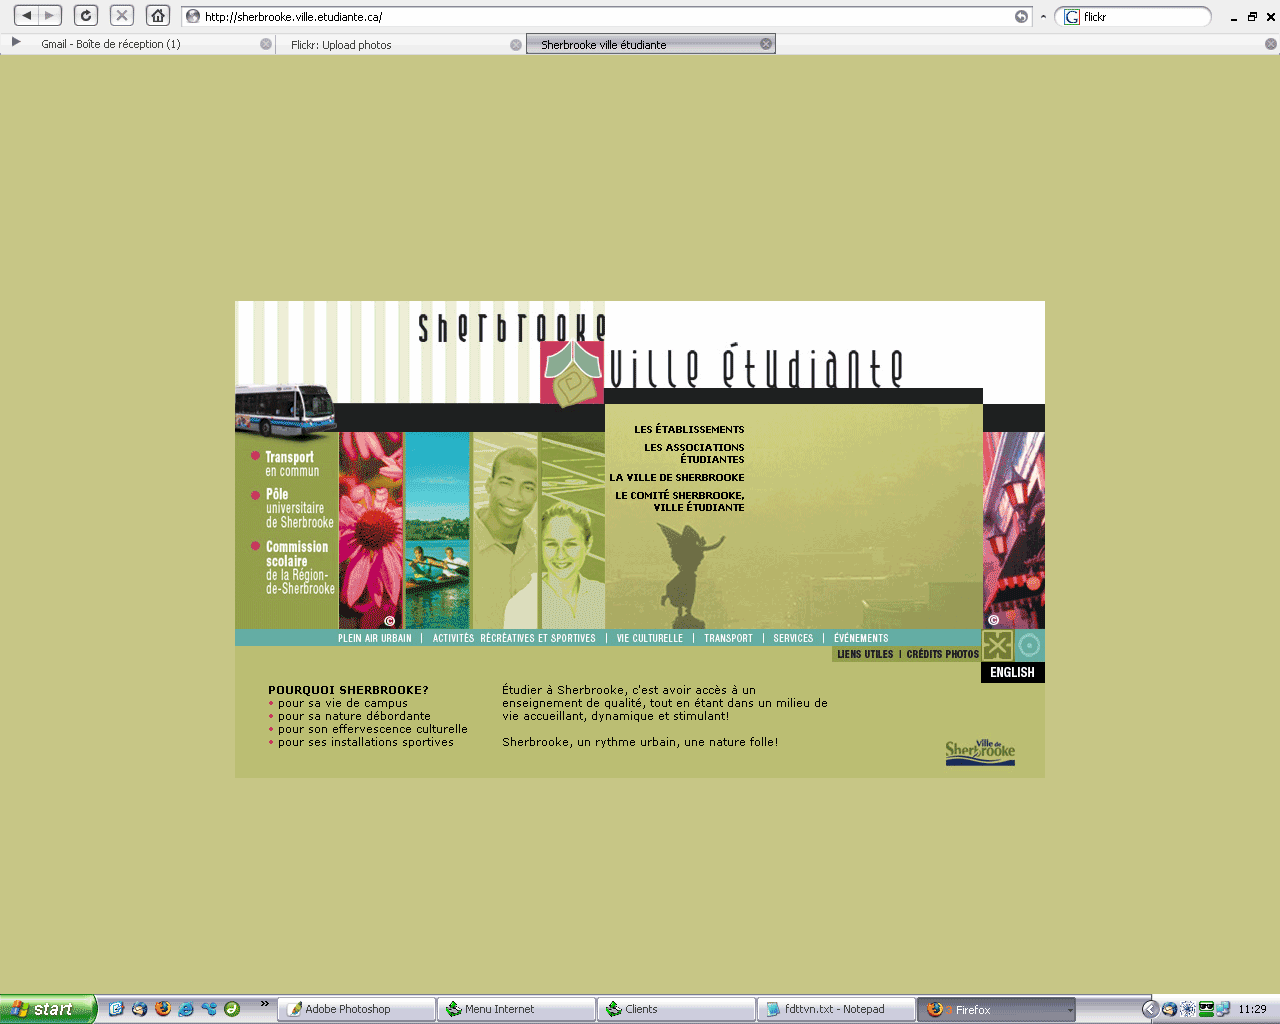 http://sherbrooke.ville.etudiante.ca/
flickr
Gmail - Boîte de réception (1)
Flickr: Upload photos
Sherbrooke ville étudiante
sherbrooke
ville étudiante
Transport
en commun
Pôle
universitaire
de Sherbrooke
Commission
scolaire
de la Région-
de-Sherbrooke
LES ÉTABLISSEMENTS
LES ASSOCIATIONS
ÉTUDIANTES
LA VILLE DE SHERBROOKE
LE COMITÉ SHERBROOKE,
VILLE ÉTUDIANTE
©
©
PLEIN AIR URBAIN | ACTIVITÉS RÉCRÉATIVES ET SPORTIVES | VIE CULTURELLE | TRANSPORT | SERVICES | ÉVÉNEMENTS
LIENS UTILES | CRÉDITS PHOTOS
ENGLISH
POURQUOI SHERBROOKE?
• pour sa vie de campus
• pour sa nature débordante
• pour son effervescence culturelle
• pour ses installations sportives
Étudier à Sherbrooke, c'est avoir accès à un
enseignement de qualité, tout en étant dans un milieu de
vie accueillant, dynamique et stimulant!
Sherbrooke, un rythme urbain, une nature folle!
Ville de
Sherbrooke
start
Adobe Photoshop
Menu Internet
Clients
fdttvn.txt - Notepad
Firefox
11:29